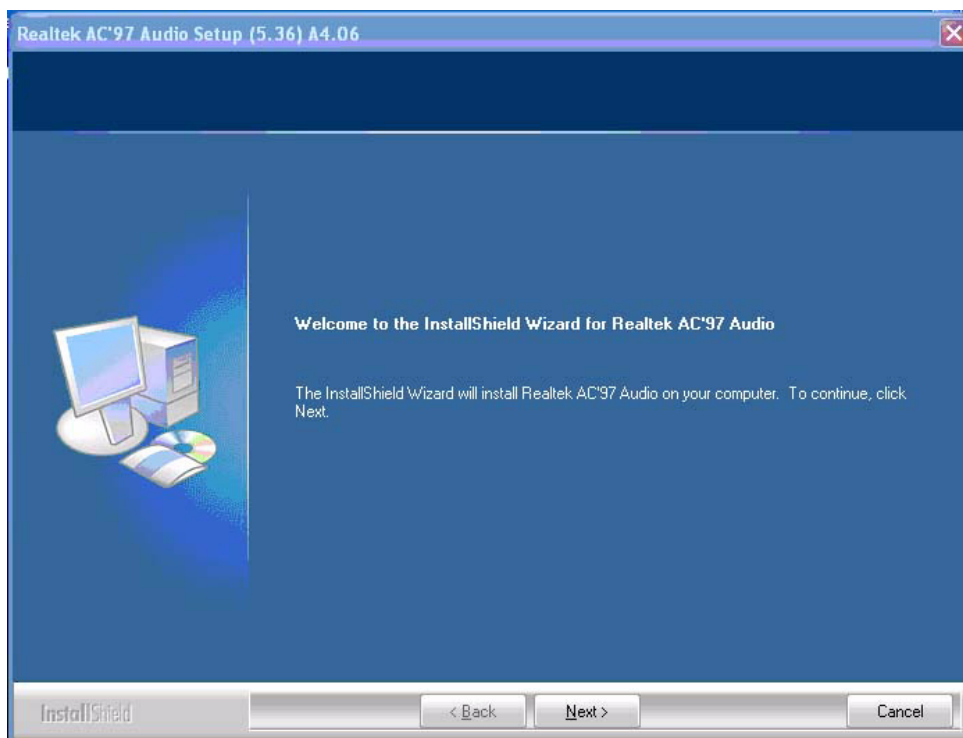 Realtek AC'97 Audio Setup (5.36) A4.06
Welcome to the InstallShield Wizard for Realtek AC'97 Audio
The InstallShield Wizard will install Realtek AC'97 Audio on your computer. To continue, click
Next.
InstallShield
< Back
Next >
Cancel